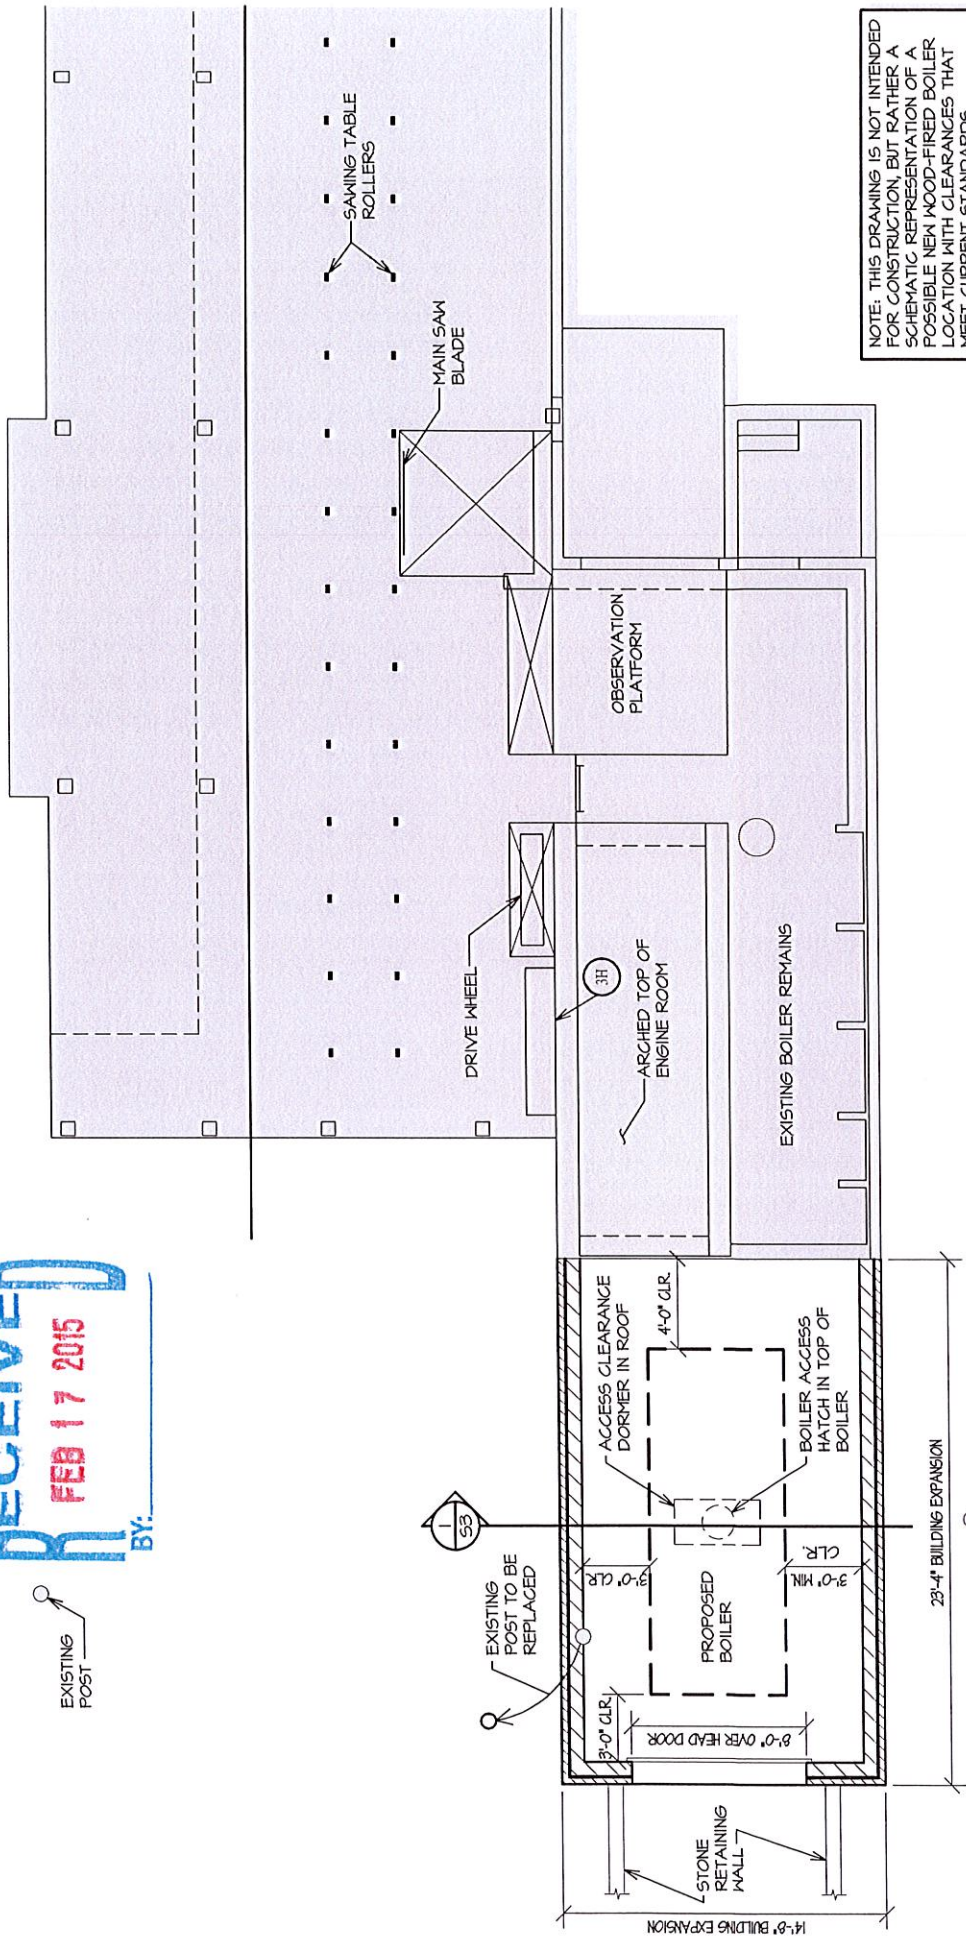 NOTE: THIS DRAWING IS NOT INTENDED
FOR CONSTRUCTION, BUT RATHER A
SCHEMATIC REPRESENTATION OF A
POSSIBLE NEW WOOD-FIRED BOILER
LOCATION WITH CLEARANCES THAT
MEET CURRENT STANDARDS
SAWING TABLE
ROLLERS
MAIN SAW
BLADE
OBSERVATION
PLATFORM
DRIVE WHEEL
3H
ARCHED TOP OF
ENGINE ROOM
EXISTING BOILER REMAINS
RECEIVED
FEB 17 2015
BY:
EXISTING
POST
1
S3
EXISTING
POST TO BE
REPLACED
ACCESS CLEARANCE
DORMER IN ROOF
4'-0" CLR.
BOILER ACCESS
HATCH IN TOP OF
BOILER
3'-0" CLR.
3'-0" MIN.
CLR.
PROPOSED
BOILER
3'-0" CLR.
8'-0" OVER HEAD DOOR
STONE
RETAINING
WALL
23'-4" BUILDING EXPANSION
14'-8" BUILDING EXPANSION